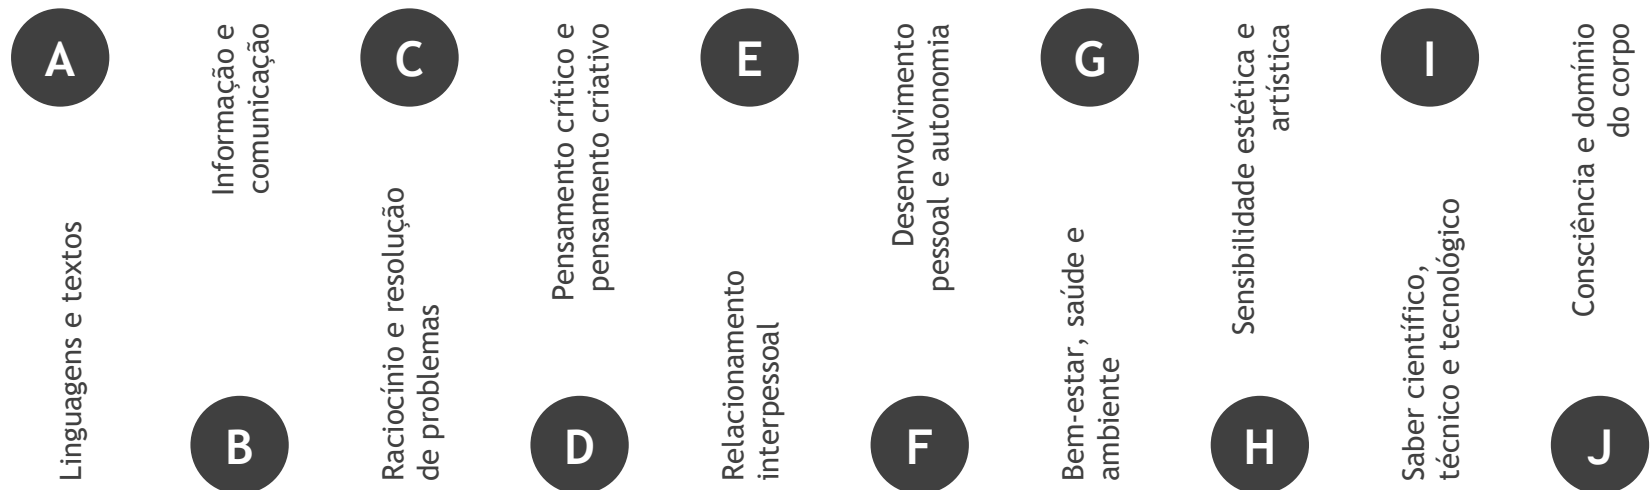 A
Linguagens e textos
Informação e
comunicação
B
C
Raciocínio e resolução
de problemas
Pensamento crítico e
pensamento criativo
D
E
Relacionamento
interpessoal
Desenvolvimento
pessoal e autonomia
F
G
Bem-estar, saúde e
ambiente
Sensibilidade estética e
artística
H
I
Saber científico,
técnico e tecnológico
Consciência e domínio
do corpo
J